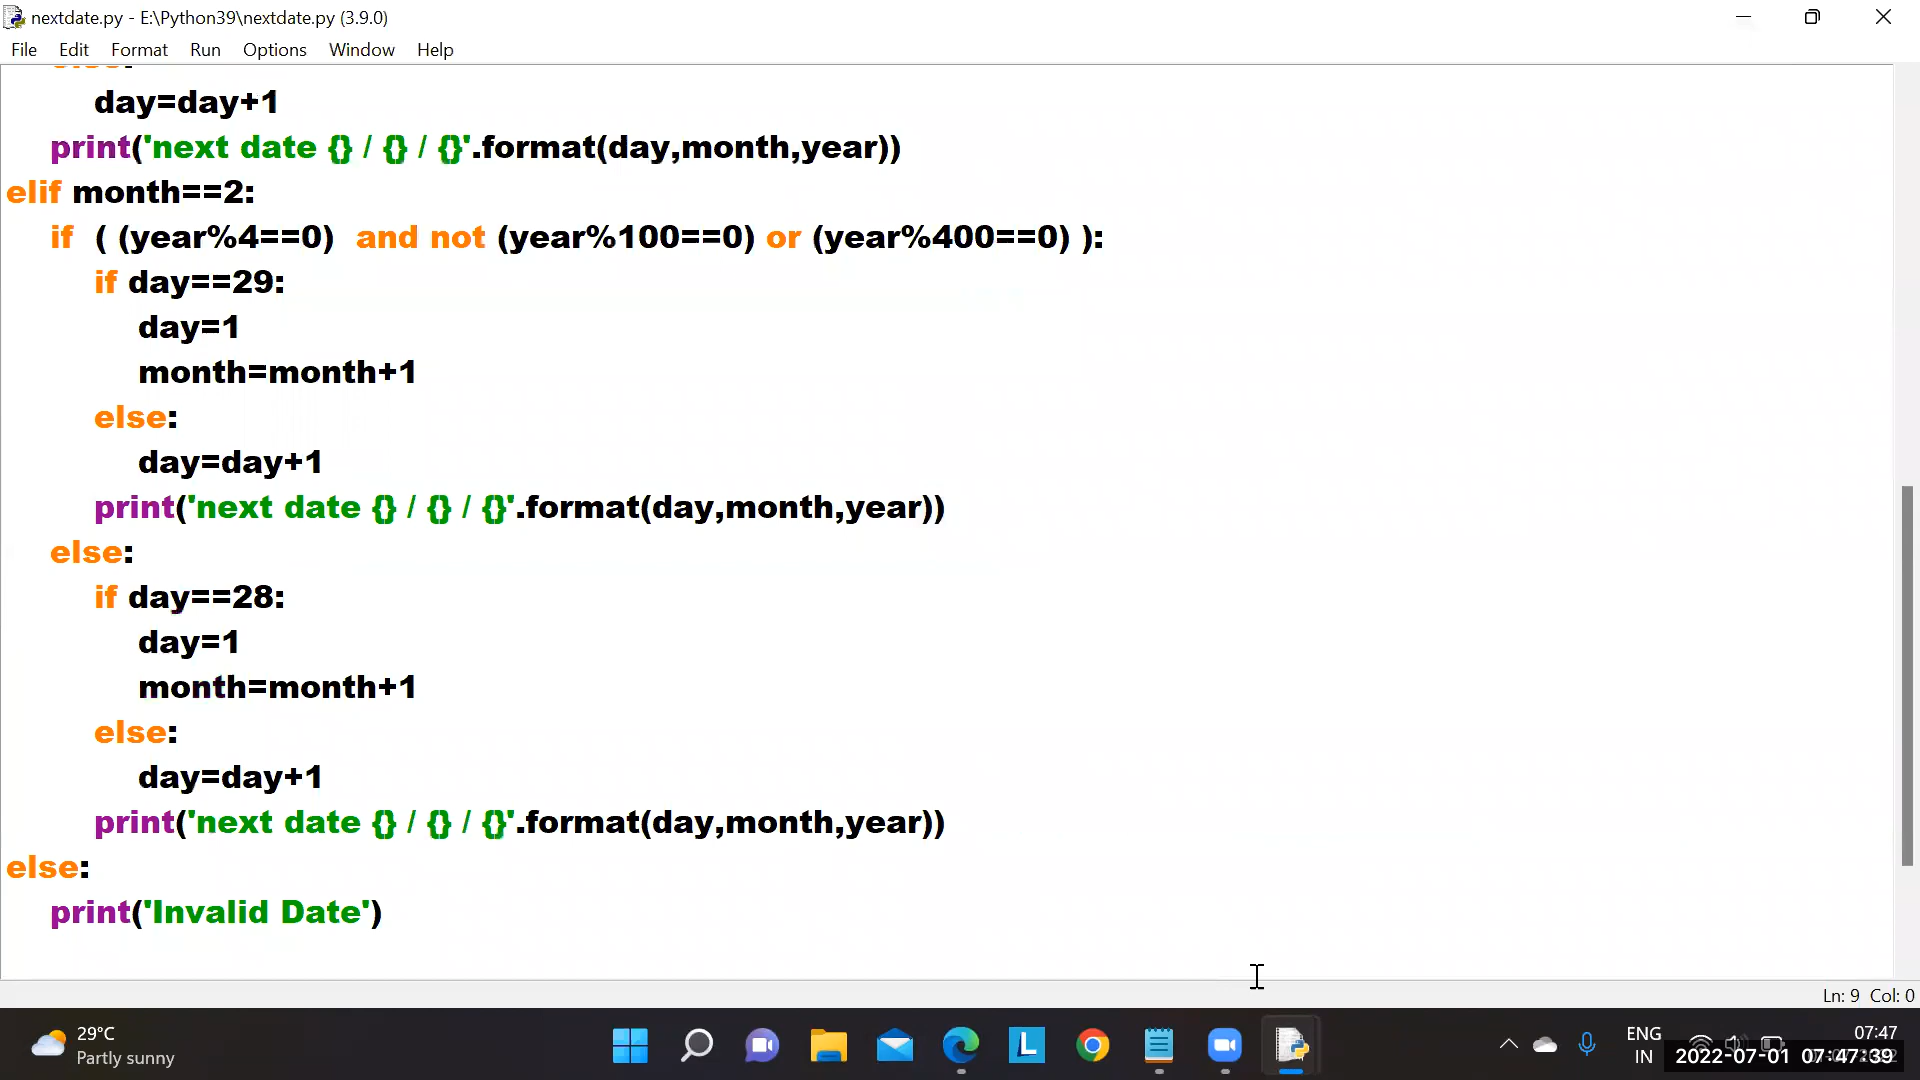 nextdate.py - E:\Python39\nextdate.py (3.9.0)
File Edit Format Run Options Window Help
else:
day=day+1
print('next date {} / {} / {}'.format(day,month,year))
elif month==2:
if ( (year%4==0) and not (year%100==0) or (year%400==0) ):
if day==29:
day=1
month=month+1
else:
day=day+1
print('next date {} / {} / {}'.format(day,month,year))
else:
if day==28:
day=1
month=month+1
else:
day=day+1
print('next date {} / {} / {}'.format(day,month,year))
else:
print('Invalid Date')
Ln: 9 Col: 0
29°C
Partly sunny
L
ENG
IN
07:47
2022-07-01 07:47:39